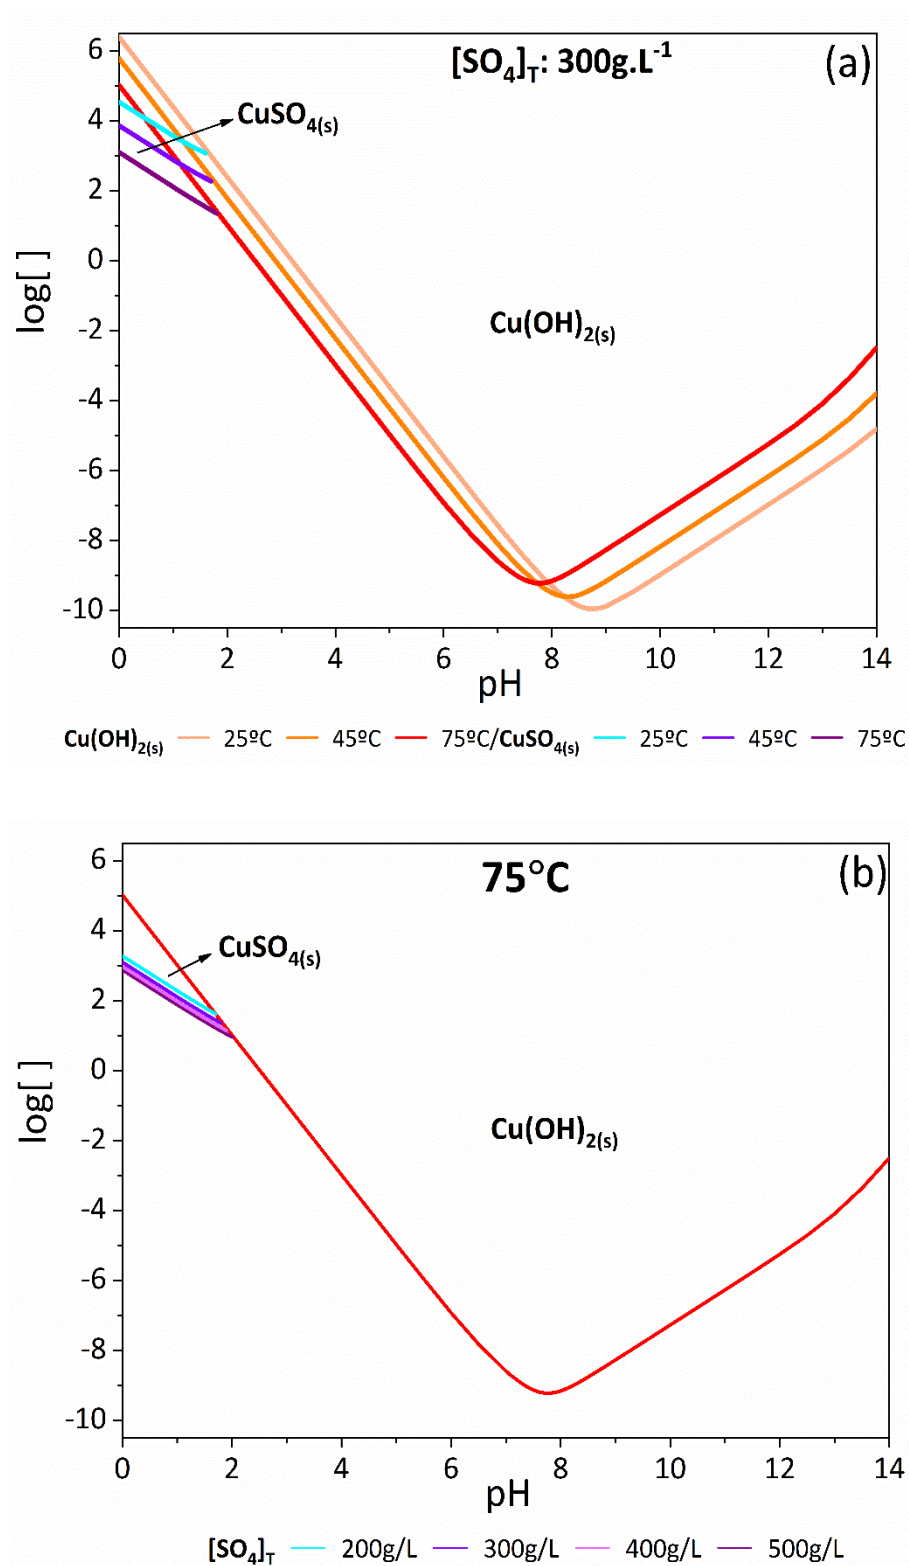 [SO₄]T: 300g.L⁻¹
(a)
CuSO₄₍ₛ₎
Cu(OH)₂₍ₛ₎
log[ ]
6
4
2
0
-2
-4
-6
-8
-10
0 2 4 6 8 10 12 14
pH
Cu(OH)₂₍ₛ₎ 25ºC 45ºC 75ºC/CuSO₄₍ₛ₎ 25ºC 45ºC 75ºC
75°C
(b)
CuSO₄₍ₛ₎
Cu(OH)₂₍ₛ₎
log[ ]
6
4
2
0
-2
-4
-6
-8
-10
0 2 4 6 8 10 12 14
pH
[SO₄]T 200g/L 300g/L 400g/L 500g/L